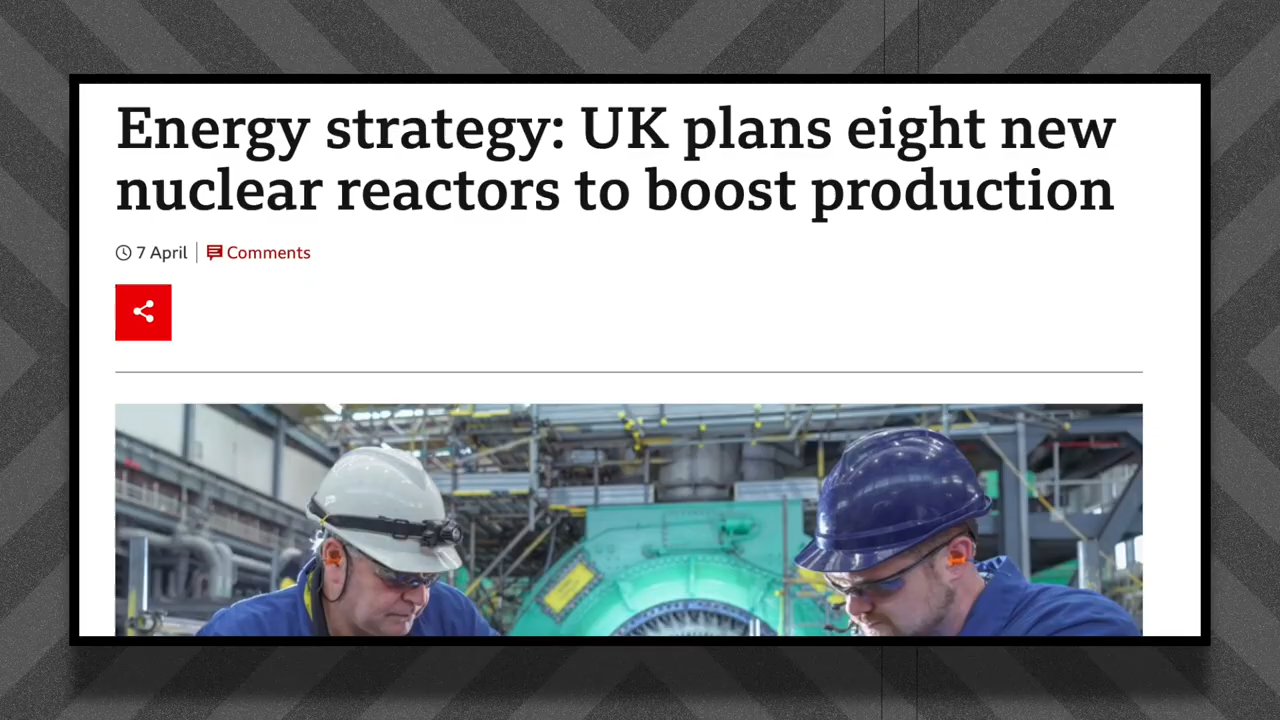 Energy strategy: UK plans eight new
nuclear reactors to boost production
7 April
Comments